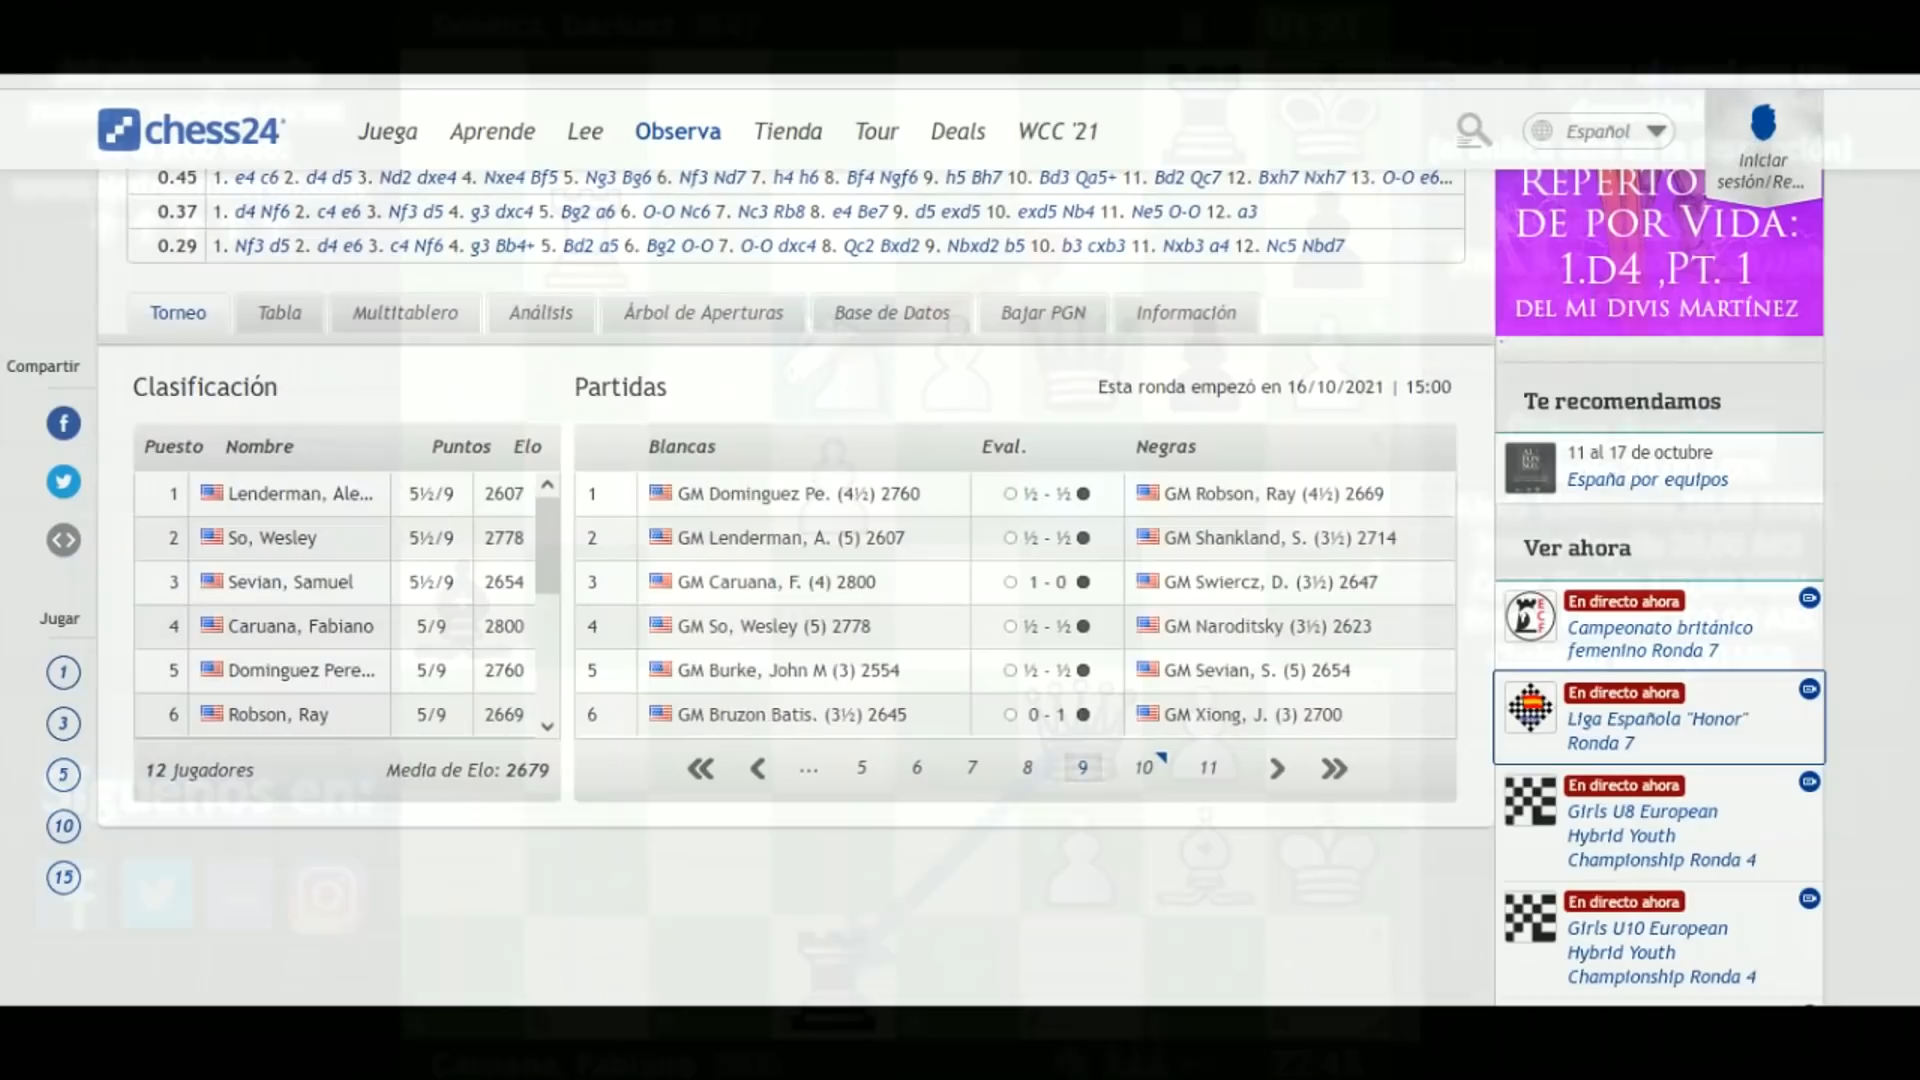 chess24
Juega Aprende Lee Observa Tienda Tour Deals WCC '21
Español
Iniciar
sesión/Re...
0.45 1. e4 c6 2. d4 d5 3. Nd2 dxe4 4. Nxe4 Bf5 5. Ng3 Bg6 6. Nf3 Nd7 7. h4 h6 8. Bf4 Ngf6 9. h5 Bh7 10. Bd3 Qa5+ 11. Bd2 Qc7 12. Bxh7 Nxh7 13. O-O e6...
0.37 1. d4 Nf6 2. c4 e6 3. Nf3 d5 4. g3 dxc4 5. Bg2 a6 6. O-O Nc6 7. Nc3 Rb8 8. e4 Be7 9. d5 exd5 10. exd5 Nb4 11. Ne5 O-O 12. a3
0.29 1. Nf3 d5 2. d4 e6 3. c4 Nf6 4. g3 Bb4+ 5. Bd2 a5 6. Bg2 O-O 7. O-O dxc4 8. Qc2 Bxd2 9. Nbxd2 b5 10. b3 cxb3 11. Nxb3 a4 12. Nc5 Nbd7
DE POR VIDA:
1.D4 ,PT. 1
DEL MI DIVIS MARTÍNEZ
Torneo Tabla Multitablero Análisis Árbol de Aperturas Base de Datos Bajar PGN Información
Compartir
Jugar
1
3
5
10
15
Clasificación
Puesto Nombre Puntos Elo
1 Lenderman, Ale... 5½/9 2607
2 So, Wesley 5½/9 2778
3 Sevian, Samuel 5½/9 2654
4 Caruana, Fabiano 5/9 2800
5 Dominguez Pere... 5/9 2760
6 Robson, Ray 5/9 2669
12 Jugadores Media de Elo: 2679
Partidas Esta ronda empezó en 16/10/2021 | 15:00
Blancas Eval. Negras
1 GM Dominguez Pe. (4½) 2760 ½ - ½ GM Robson, Ray (4½) 2669
2 GM Lenderman, A. (5) 2607 ½ - ½ GM Shankland, S. (3½) 2714
3 GM Caruana, F. (4) 2800 1 - 0 GM Swiercz, D. (3½) 2647
4 GM So, Wesley (5) 2778 ½ - ½ GM Naroditsky (3½) 2623
5 GM Burke, John M (3) 2554 ½ - ½ GM Sevian, S. (5) 2654
6 GM Bruzon Batis. (3½) 2645 0 - 1 GM Xiong, J. (3) 2700
... 5 6 7 8 9 10 11
Te recomendamos
11 al 17 de octubre
España por equipos
Ver ahora
En directo ahora
Campeonato británico
femenino Ronda 7
En directo ahora
Liga Española "Honor"
Ronda 7
En directo ahora
Girls U8 European
Hybrid Youth
Championship Ronda 4
En directo ahora
Girls U10 European
Hybrid Youth
Championship Ronda 4